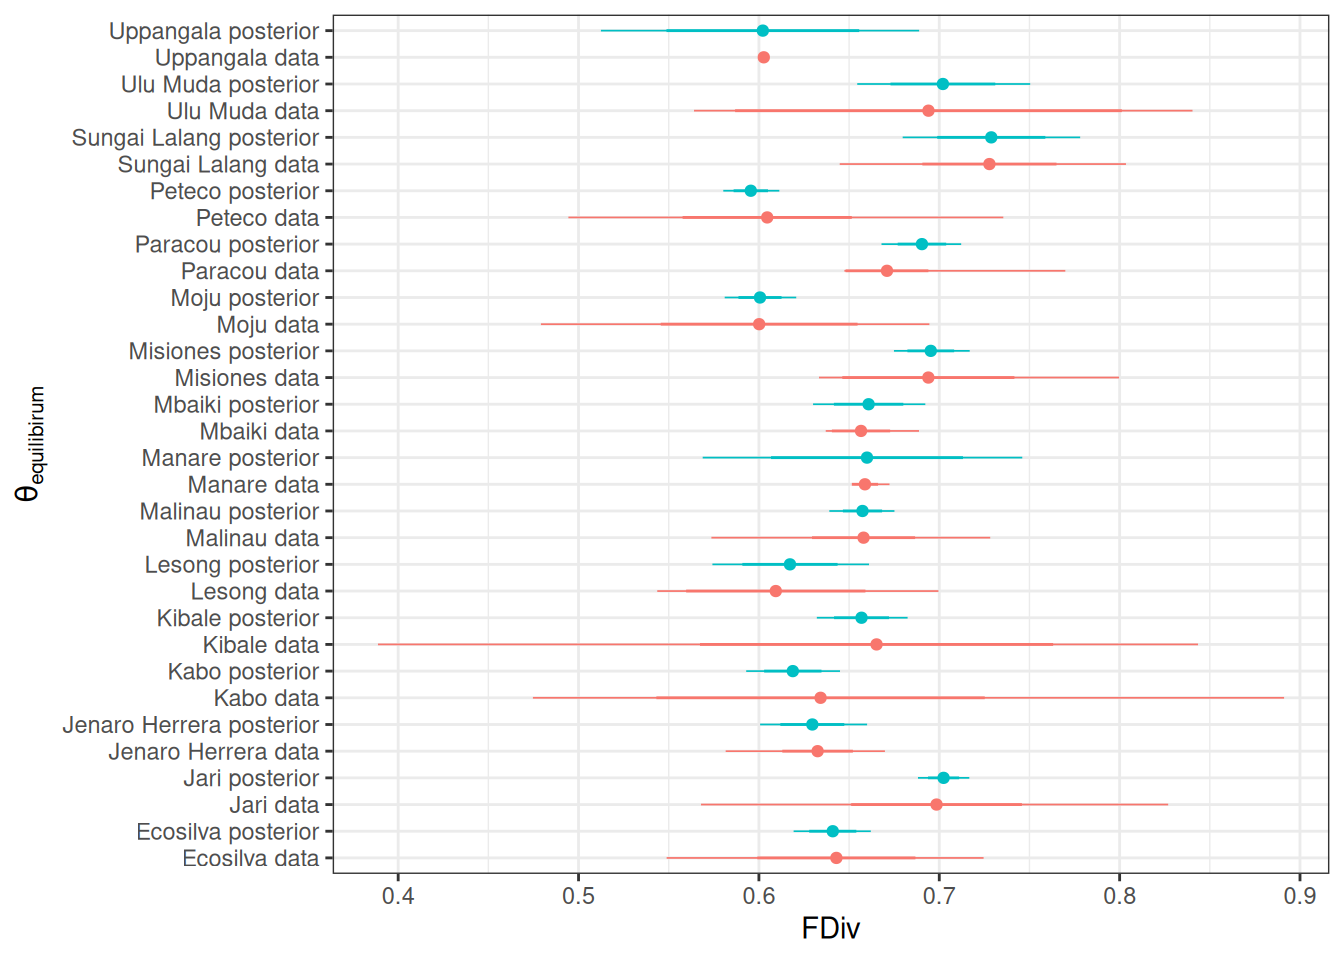 Uppangala posterior
Uppangala data
Ulu Muda posterior
Ulu Muda data
Sungai Lalang posterior
Sungai Lalang data
Peteco posterior
Peteco data
Paracou posterior
Paracou data
Moju posterior
Moju data
Misiones posterior
Misiones data
Mbaiki posterior
Mbaiki data
Manare posterior
Manare data
Malinau posterior
Malinau data
Lesong posterior
Lesong data
Kibale posterior
Kibale data
Kabo posterior
Kabo data
Jenaro Herrera posterior
Jenaro Herrera data
Jari posterior
Jari data
Ecosilva posterior
Ecosilva data
θequilibirum
0.4 0.5 0.6 0.7 0.8 0.9
FDiv